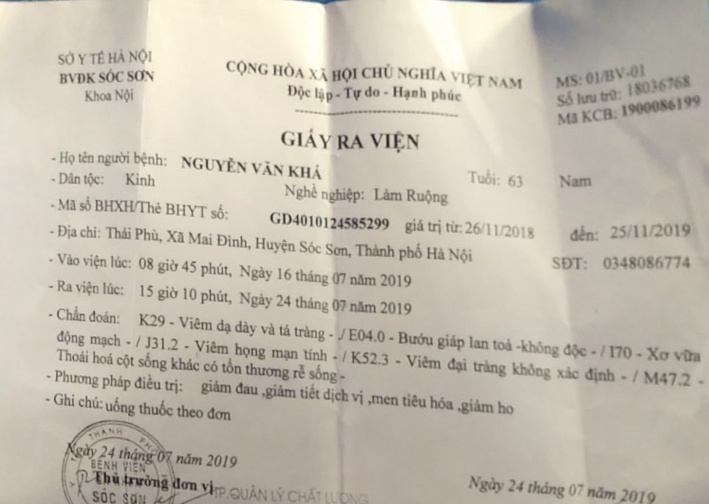 SỞ Y TẾ HÀ NỘI
BVĐK SÓC SƠN
Khoa Nội
CỘNG HÒA XÃ HỘI CHỦ NGHĨA VIỆT NAM
Độc lập - Tự do - Hạnh phúc
MS: 01/BV-01
Số lưu trữ: 18036768
Mã KCB: 1900086199
GIẤY RA VIỆN
- Họ tên người bệnh: NGUYỄN VĂN KHÁ Tuổi: 63 Nam
- Dân tộc: Kinh Nghề nghiệp: Làm Ruộng
- Mã số BHXH/Thẻ BHYT số: GD4010124585299 giá trị từ: 26/11/2018 đến: 25/11/2019
- Địa chỉ: Thái Phù, Xã Mai Đình, Huyện Sóc Sơn, Thành phố Hà Nội SĐT: 0348086774
- Vào viện lúc: 08 giờ 45 phút, Ngày 16 tháng 07 năm 2019
- Ra viện lúc: 15 giờ 10 phút, Ngày 24 tháng 07 năm 2019
- Chẩn đoán: K29 - Viêm dạ dày và tá tràng - ./ E04.0 - Bướu giáp lan toả -không độc - / I70 - Xơ vữa
động mạch - / J31.2 - Viêm họng mạn tính - / K52.3 - Viêm đại tràng không xác định - / M47.2 -
Thoái hoá cột sống khác có tổn thương rễ sống -
- Phương pháp điều trị: giảm đau ,giảm tiết dịch vị ,men tiêu hóa ,giảm ho
- Ghi chú: uống thuốc theo đơn
Ngày 24 tháng 07 năm 2019
Thủ trưởng đơn vị
THÀNH PHỐ
BỆNH VIỆN
SÓC SƠN
TP.QUẢN LÝ CHẤT LƯỢNG
Ngày 24 tháng 07 năm 2019